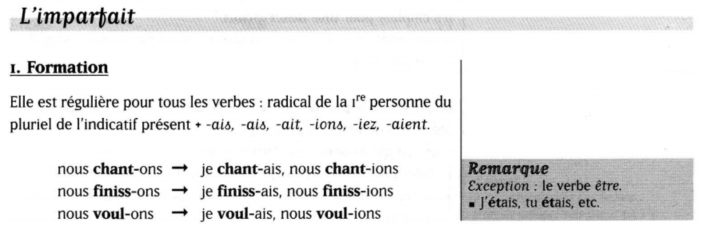 L'imparfait
1. Formation
Elle est régulière pour tous les verbes : radical de la 1re personne du
pluriel de l'indicatif présent + -ais, -ais, -ait, -ions, -iez, -aient.
nous chant-ons → je chant-ais, nous chant-ions
nous finiss-ons → je finiss-ais, nous finiss-ions
nous voul-ons → je voul-ais, nous voul-ions
Remarque
Exception : le verbe être.
▪ J'étais, tu étais, etc.